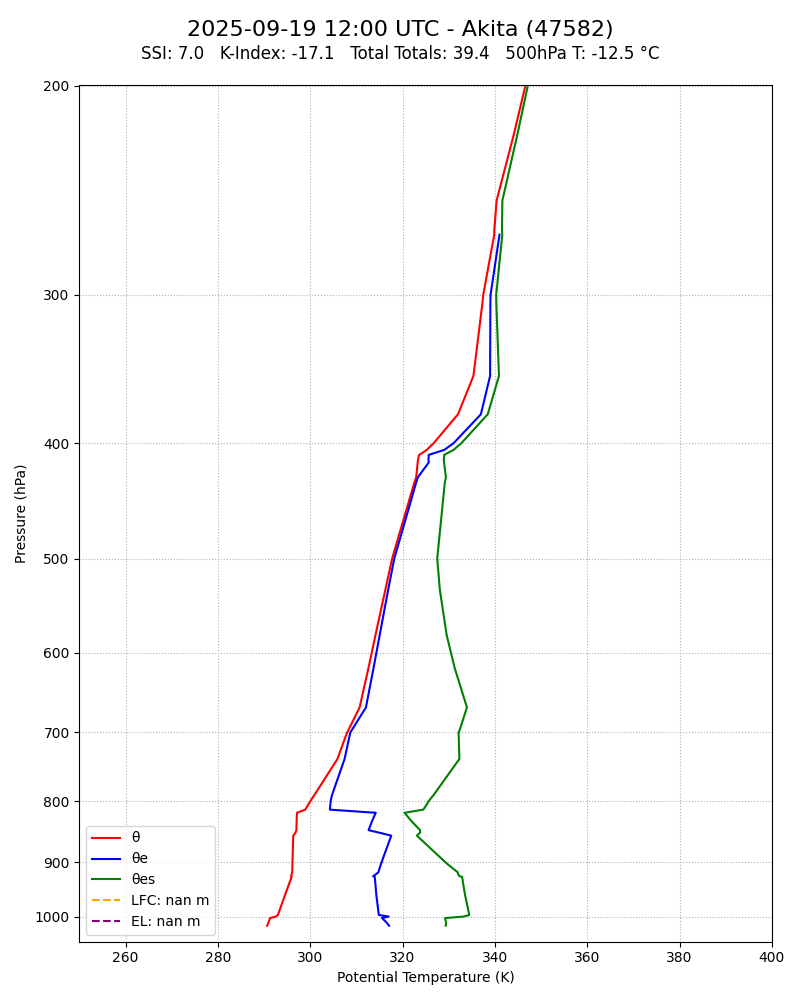 2025-09-19 12:00 UTC - Akita (47582)
SSI: 7.0   K-Index: -17.1   Total Totals: 39.4   500hPa T: -12.5 °C
200
300
400
500
600
700
800
900
1000
Pressure (hPa)
θ
θe
θes
LFC: nan m
EL: nan m
260
280
300
320
340
360
380
400
Potential Temperature (K)